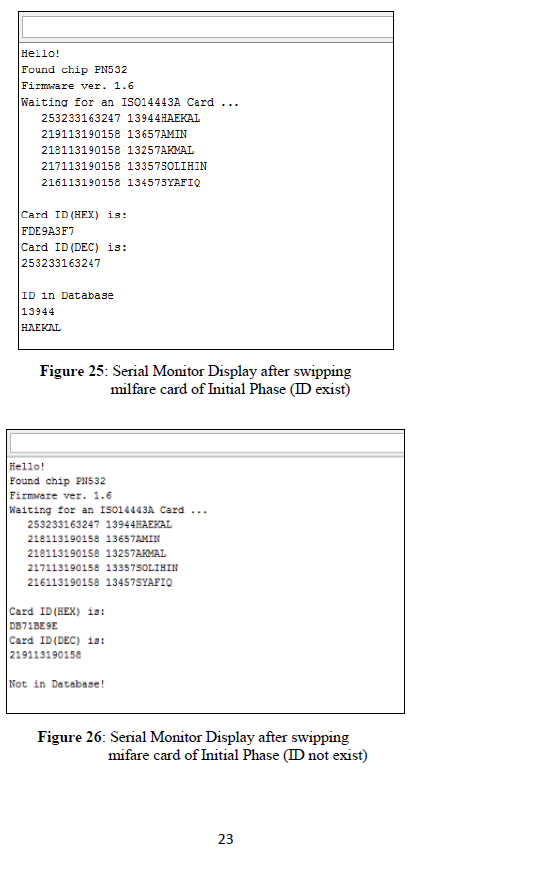 Hello!
Found chip PN532
Firmware ver. 1.6
Waiting for an ISO14443A Card ...
253233163247 13944HAEKAL
219113190158 13657AMIN
218113190158 13257AKMAL
217113190158 13357SOLIHIN
216113190158 13457SYAFIQ
Card ID(HEX) is:
FDE9A3F7
Card ID(DEC) is:
253233163247
ID in Database
13944
HAEKAL
Figure 25: Serial Monitor Display after swipping
milfare card of Initial Phase (ID exist)
Hello!
Found chip PN532
Firmware ver. 1.6
Waiting for an ISO14443A Card ...
253233163247 13944HAEKAL
218113190158 13657AMIN
218113190158 13257AKMAL
217113190158 13357SOLIHIN
216113190158 13457SYAFIQ
Card ID(HEX) is:
DB71BE9E
Card ID(DEC) is:
219113190158
Not in Database!
Figure 26: Serial Monitor Display after swipping
mifare card of Initial Phase (ID not exist)
23